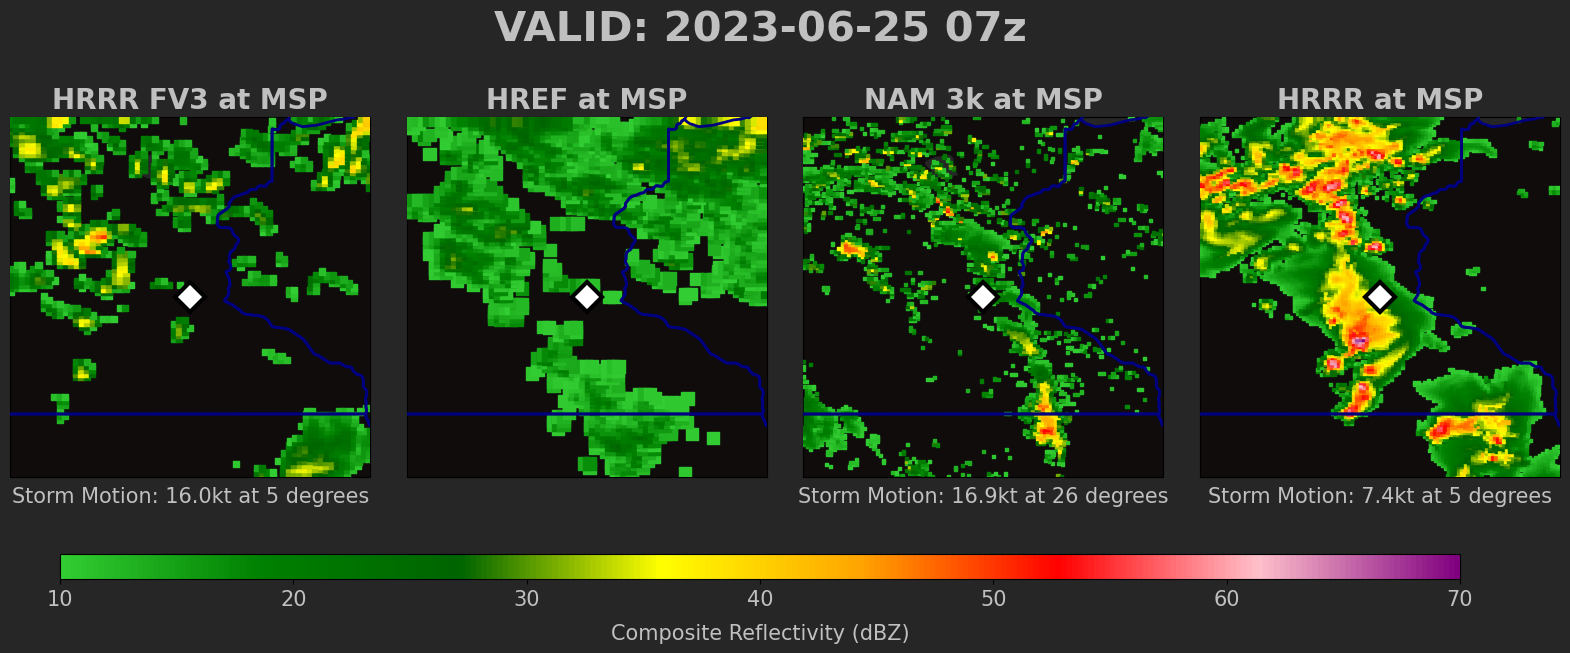 VALID: 2023-06-25 07z
HRRR FV3 at MSP
HREF at MSP
NAM 3k at MSP
HRRR at MSP
Storm Motion: 16.0kt at 5 degrees
Storm Motion: 16.9kt at 26 degrees
Storm Motion: 7.4kt at 5 degrees
10 20 30 40 50 60 70
Composite Reflectivity (dBZ)